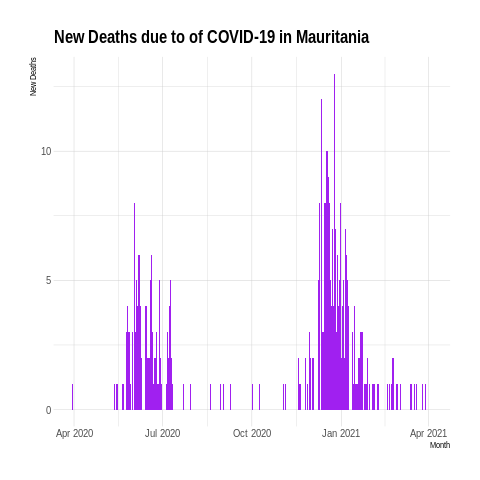 New Deaths due to of COVID-19 in Mauritania
New Deaths
10
5
0
Apr 2020 Jul 2020 Oct 2020 Jan 2021 Apr 2021
Month